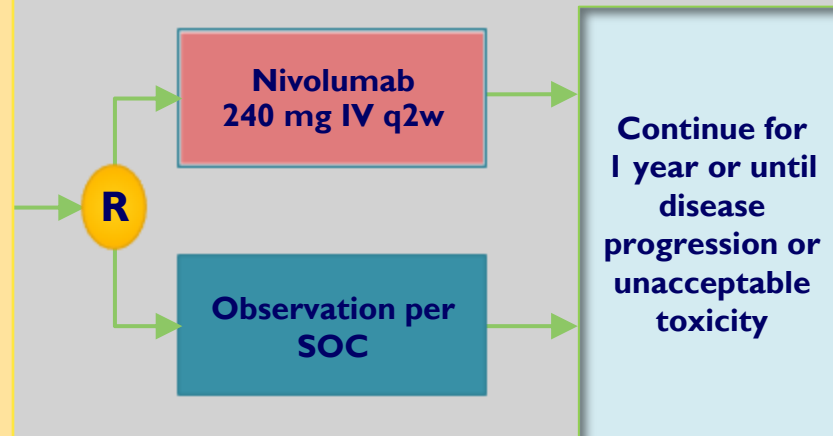 Nivolumab
240 mg IV q2w
R
Observation per
SOC
Continue for
1 year or until
disease
progression or
unacceptable
toxicity